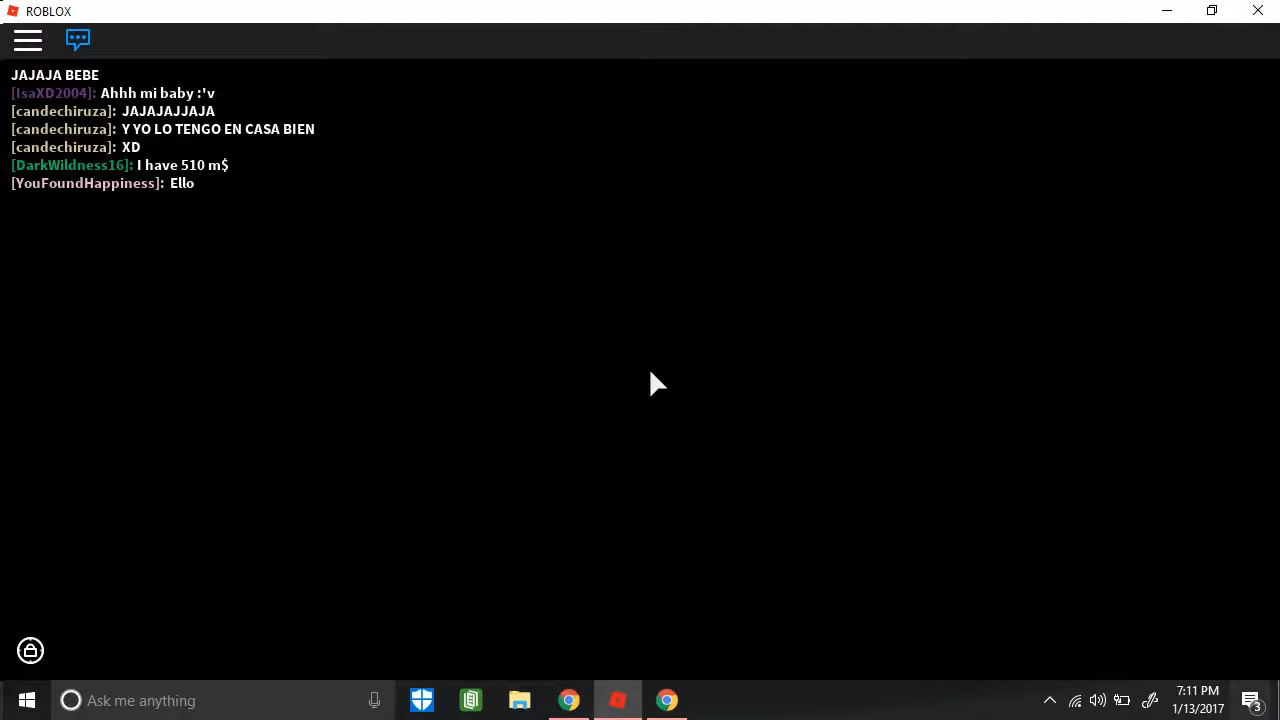 ROBLOX
JAJAJA BEBE
[IsaXD2004]: Ahhh mi baby :'v
[candechiruza]: JAJAJAJJAJA
[candechiruza]: Y YO LO TENGO EN CASA BIEN
[candechiruza]: XD
[DarkWildness16]: I have 510 m$
[YouFoundHappiness]: Ello
Ask me anything
7:11 PM
1/13/2017
3